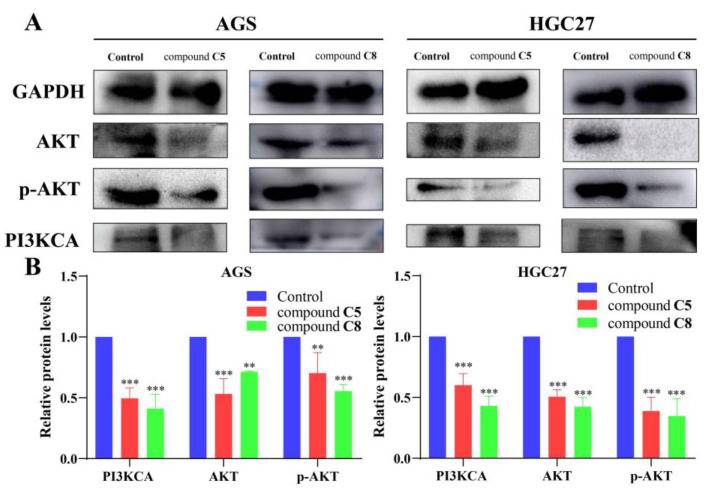 A
AGS
HGC27
Control compound C5 Control compound C8 Control compound C5 Control compound C8
GAPDH
AKT
p-AKT
PI3KCA
B
AGS
Relative protein levels
1.5
1.0
0.5
0.0
Control
compound C5
compound C8
*** *** *** ** ** ***
PI3KCA AKT p-AKT
HGC27
Relative protein levels
1.5
1.0
0.5
0.0
Control
compound C5
compound C8
*** *** *** *** *** ***
PI3KCA AKT p-AKT